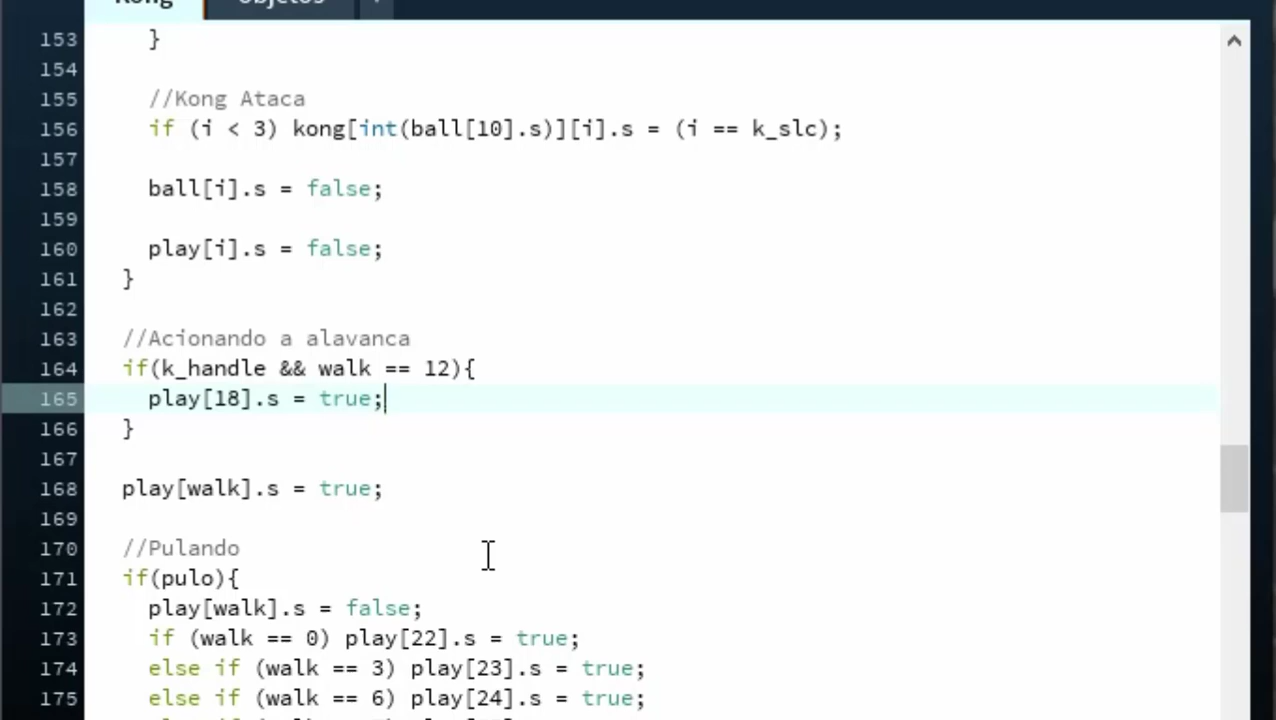 Kong Objetos
153 }
154
155 //Kong Ataca
156 if (i < 3) kong[int(ball[10].s)][i].s = (i == k_slc);
157
158 ball[i].s = false;
159
160 play[i].s = false;
161 }
162
163 //Acionando a alavanca
164 if(k_handle && walk == 12){
165 play[18].s = true;
166 }
167
168 play[walk].s = true;
169
170 //Pulando
171 if(pulo){
172 play[walk].s = false;
173 if (walk == 0) play[22].s = true;
174 else if (walk == 3) play[23].s = true;
175 else if (walk == 6) play[24].s = true;